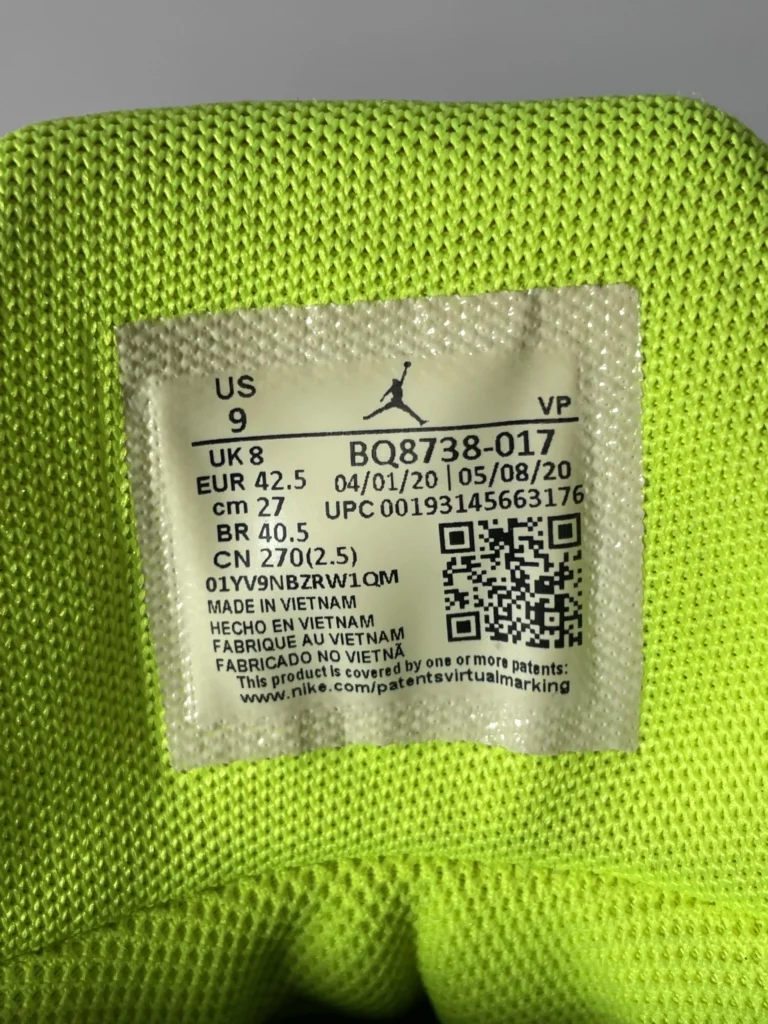 US
9
VP
UK 8
BQ8738-017
EUR 42.5
04/01/20 | 05/08/20
cm 27
UPC 00193145663176
BR 40.5
CN 270(2.5)
01YV9NBZRW1QM
MADE IN VIETNAM
HECHO EN VIETNAM
FABRIQUE AU VIETNAM
FABRICADO NO VIETNÃ
This product is covered by one or more patents:
www.nike.com/patentsvirtualmarking